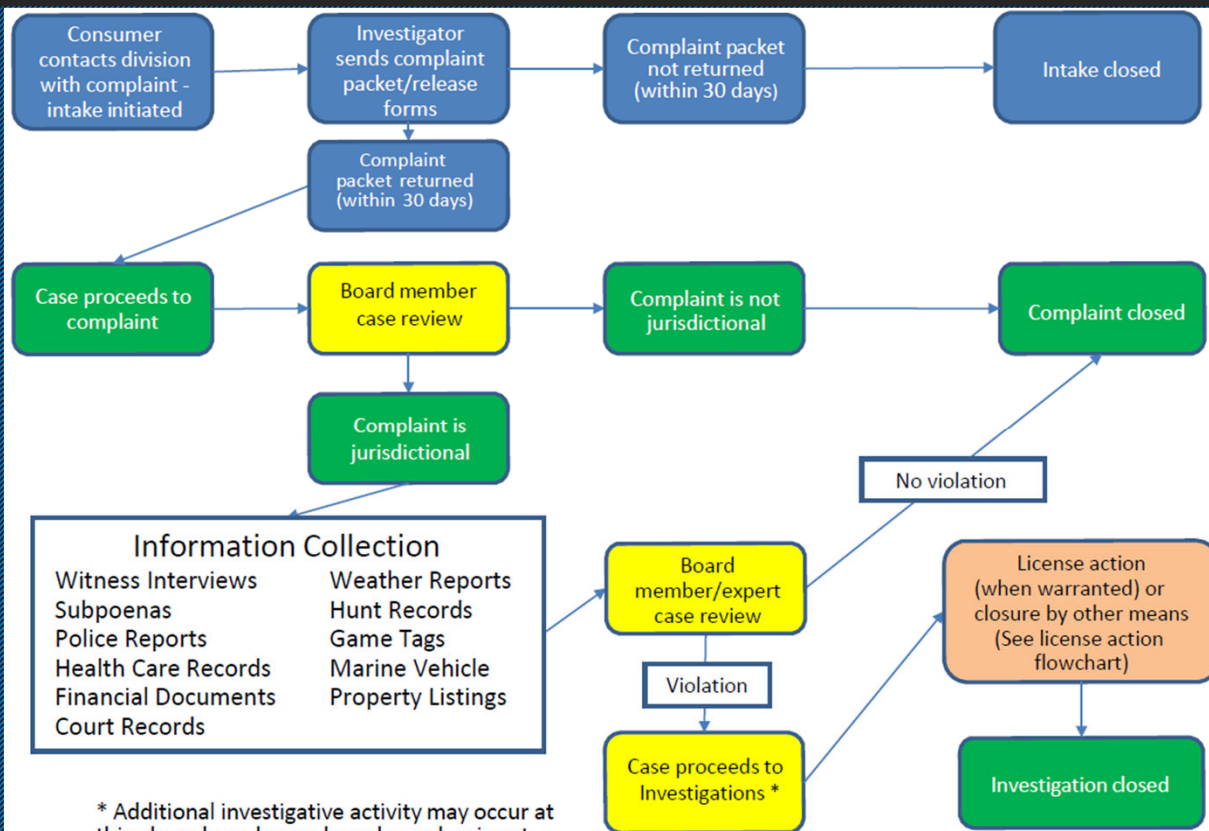 Consumer
contacts division
with complaint -
intake initiated
Investigator
sends complaint
packet/release
forms
Complaint packet
not returned
(within 30 days)
Intake closed
Complaint
packet returned
(within 30 days)
Case proceeds to
complaint
Board member
case review
Complaint is not
jurisdictional
Complaint closed
Complaint is
jurisdictional
No violation
Information Collection
Witness Interviews
Subpoenas
Police Reports
Health Care Records
Financial Documents
Court Records
Weather Reports
Hunt Records
Game Tags
Marine Vehicle
Property Listings
Board
member/expert
case review
License action
(when warranted) or
closure by other means
(See license action
flowchart)
Violation
Case proceeds to
Investigations *
Investigation closed
* Additional investigative activity may occur at